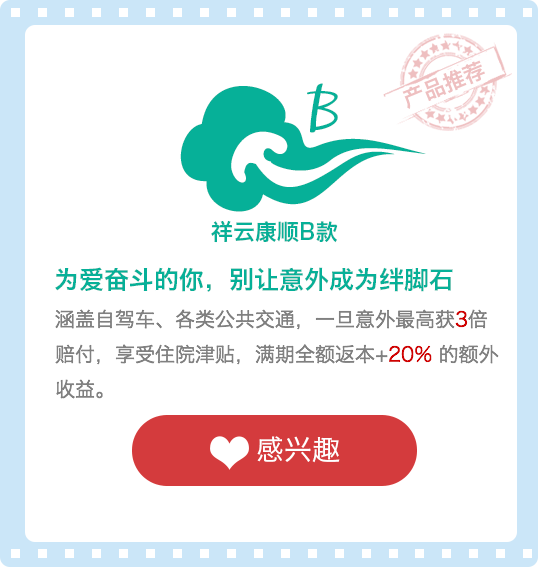 产品推荐
B
祥云康顺B款
为爱奋斗的你，别让意外成为绊脚石
涵盖自驾车、各类公共交通，一旦意外最高获3倍
赔付，享受住院津贴，满期全额返本+20% 的额外
收益。
感兴趣